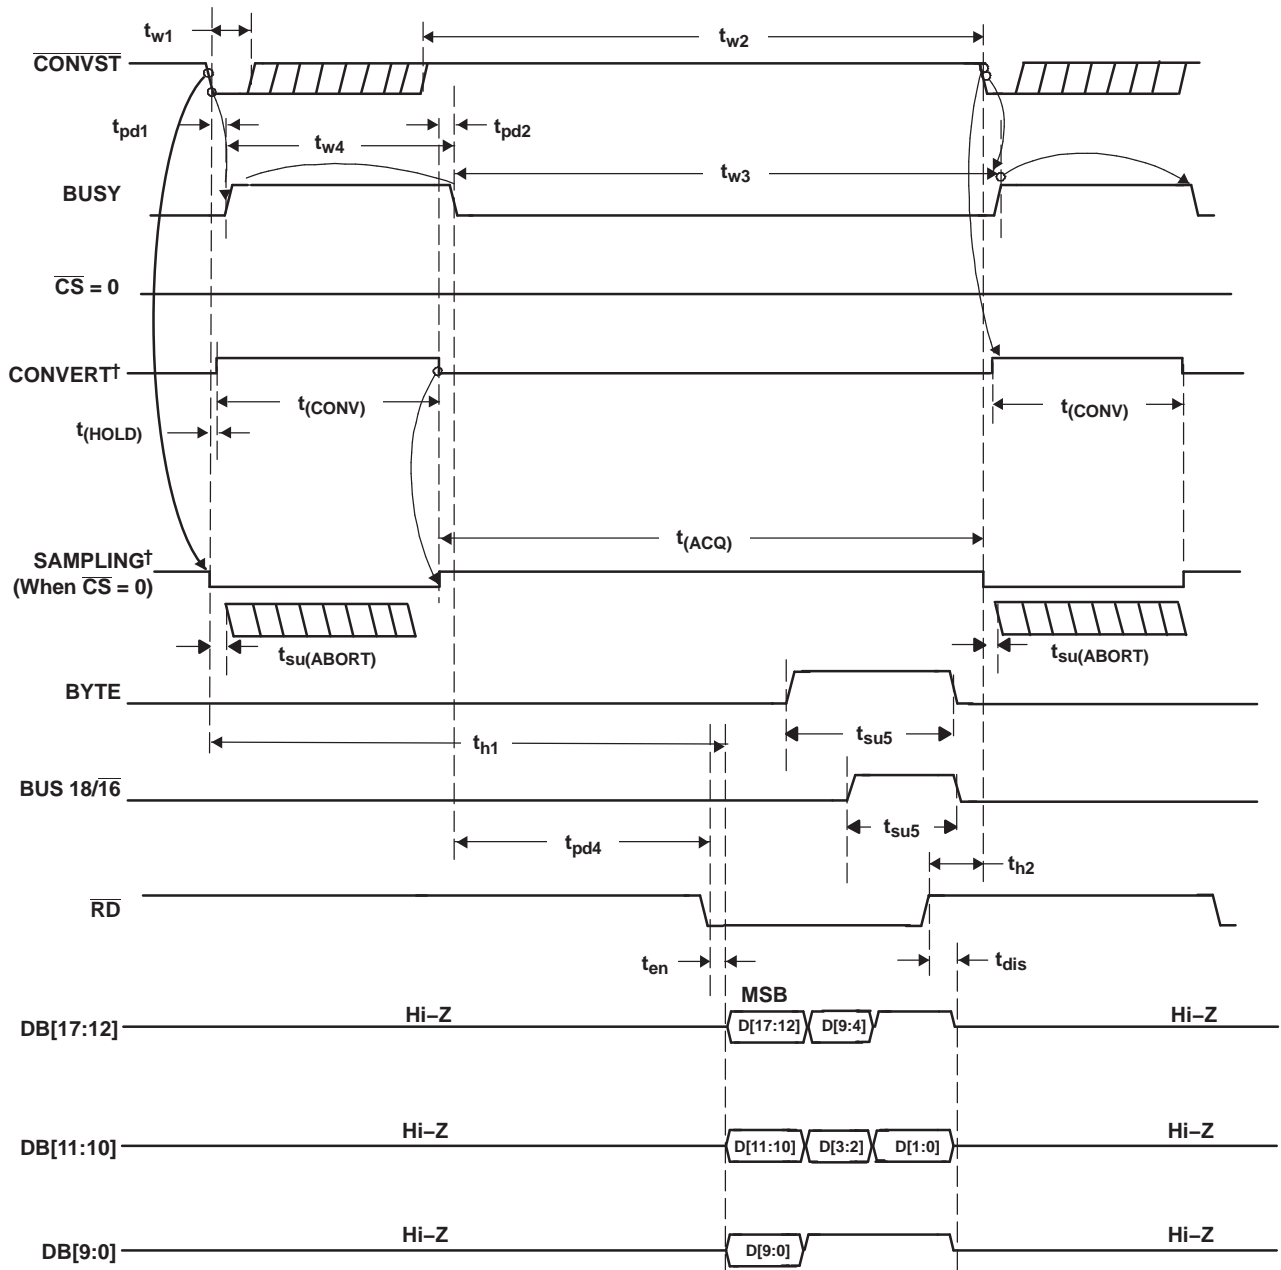 tw1
tw2
CONVST
tpd1
tw4
tpd2
tw3
BUSY
CS = 0
CONVERT†
t(CONV)
t(CONV)
t(HOLD)
t(ACQ)
SAMPLING†
(When CS = 0)
tsu(ABORT)
tsu(ABORT)
BYTE
th1
tsu5
BUS 18/16
tsu5
tpd4
th2
RD
ten
tdis
MSB
DB[17:12]
Hi–Z
D[17:12]
D[9:4]
Hi–Z
DB[11:10]
Hi–Z
D[11:10]
D[3:2]
D[1:0]
Hi–Z
DB[9:0]
Hi–Z
D[9:0]
Hi–Z